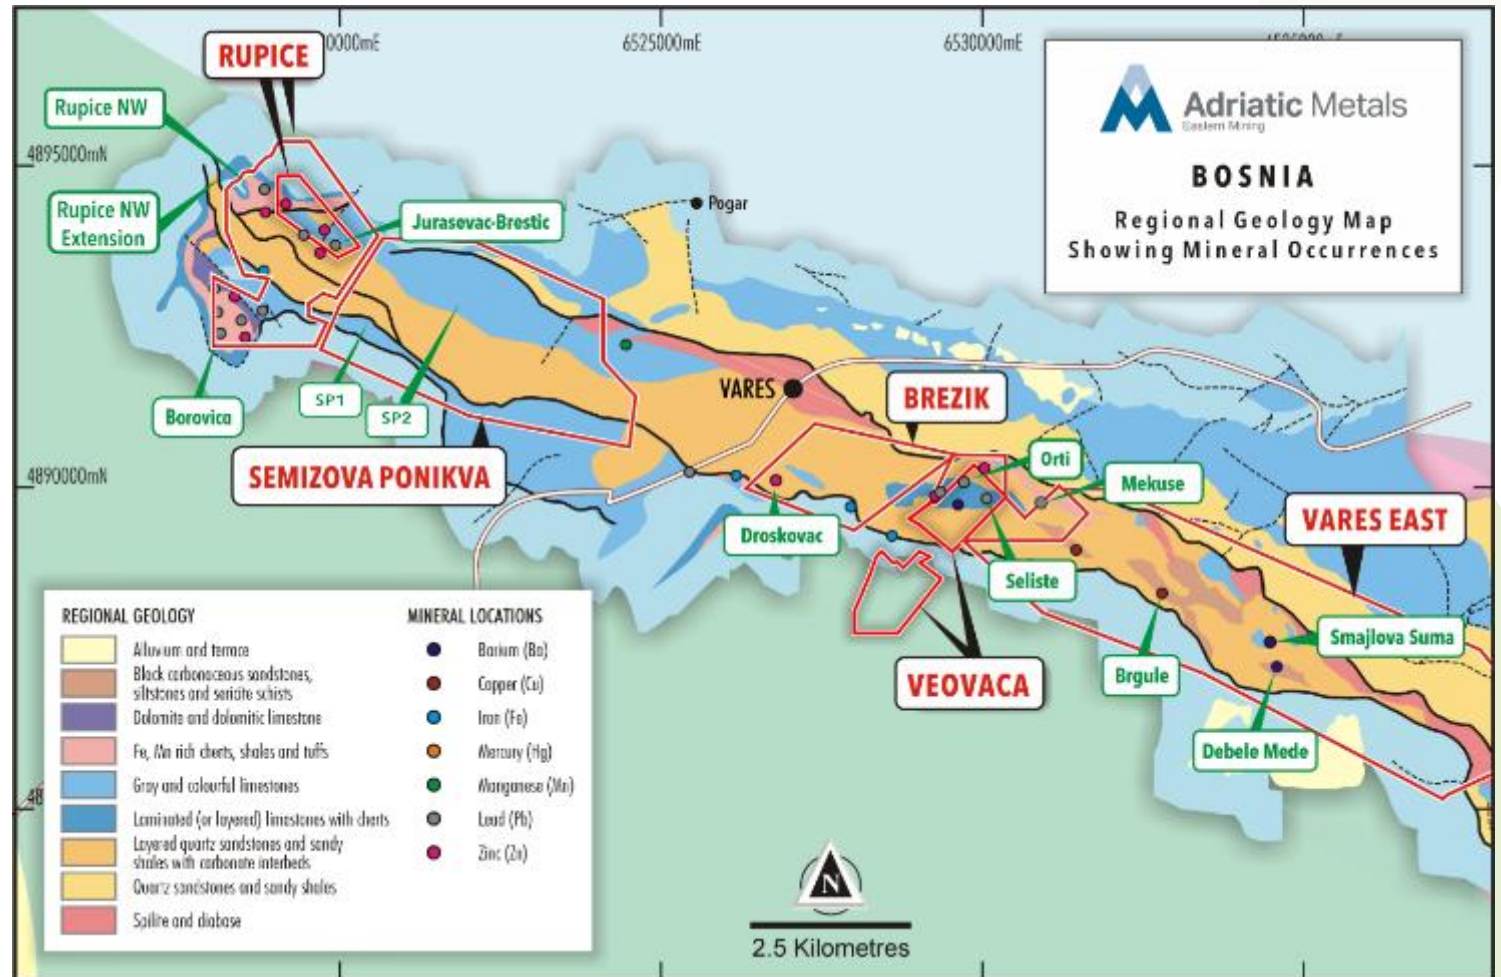 RUPICE
0000mE
6525000mE
6530000mE
Adriatic Metals
Eastern Mining
BOSNIA
Regional Geology Map
Showing Mineral Occurrences
Rupice NW
4895000mN
Rupice NW
Extension
Jurasevac-Brestic
Pogar
VARES
BREZIK
Borovica
SP1
SP2
SEMIZOVA PONIKVA
4890000mN
Orti
Mekuse
VARES EAST
Droskovac
Seliste
Smajlova Suma
Brgule
VEOVACA
Debele Mede
48
REGIONAL GEOLOGY
Alluvium and terrace
Black carbonaceous sandstones,
siltstones and sericite schists
Dolomite and dolomitic limestone
Fe, Mn rich cherts, shales and tuffs
Gray and colourful limestones
Laminated (or layered) limestones with cherts
Layered quartz sandstones and sandy
shales with carbonate interbeds
Quartz sandstones and sandy shales
Spilite and diabase
MINERAL LOCATIONS
Barium (Ba)
Copper (Cu)
Iron (Fe)
Mercury (Hg)
Manganese (Mn)
Lead (Pb)
Zinc (Zn)
N
2.5 Kilometres